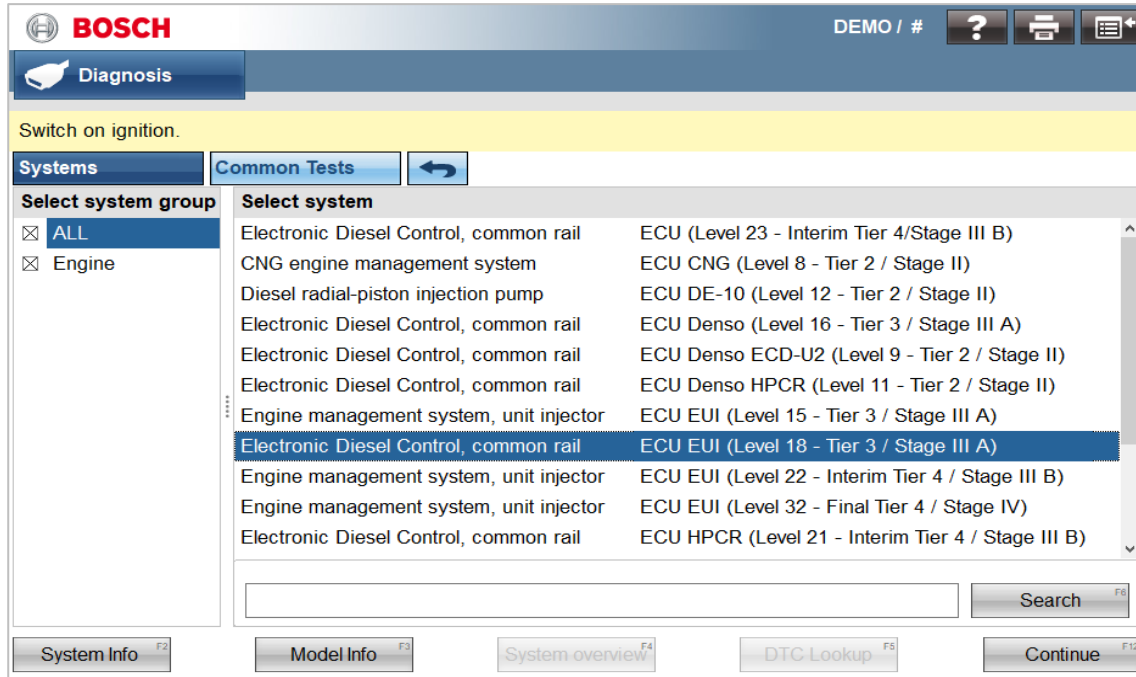 BOSCH DEMO / # ?
Diagnosis
Switch on ignition.
Systems Common Tests
Select system group Select system
ALL
Engine
Electronic Diesel Control, common rail ECU (Level 23 - Interim Tier 4/Stage III B)
CNG engine management system ECU CNG (Level 8 - Tier 2 / Stage II)
Diesel radial-piston injection pump ECU DE-10 (Level 12 - Tier 2 / Stage II)
Electronic Diesel Control, common rail ECU Denso (Level 16 - Tier 3 / Stage III A)
Electronic Diesel Control, common rail ECU Denso ECD-U2 (Level 9 - Tier 2 / Stage II)
Electronic Diesel Control, common rail ECU Denso HPCR (Level 11 - Tier 2 / Stage II)
Engine management system, unit injector ECU EUI (Level 15 - Tier 3 / Stage III A)
Electronic Diesel Control, common rail ECU EUI (Level 18 - Tier 3 / Stage III A)
Engine management system, unit injector ECU EUI (Level 22 - Interim Tier 4 / Stage III B)
Engine management system, unit injector ECU EUI (Level 32 - Final Tier 4 / Stage IV)
Electronic Diesel Control, common rail ECU HPCR (Level 21 - Interim Tier 4 / Stage III B)
Search F6
System Info F2 Model Info F3 System overview F4 DTC Lookup F5 Continue F12